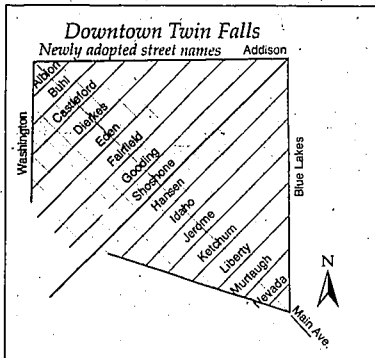 Downtown Twin Falls
Newly adopted street names
Addison
Albion
Buhl
Castleford
Dierkes
Eden
Fairfield
Gooding
Shoshone
Hansen
Idaho
Jerome
Ketchum
Liberty
Murtaugh
Nevada
Washington
Blue Lakes
N
Main Ave.